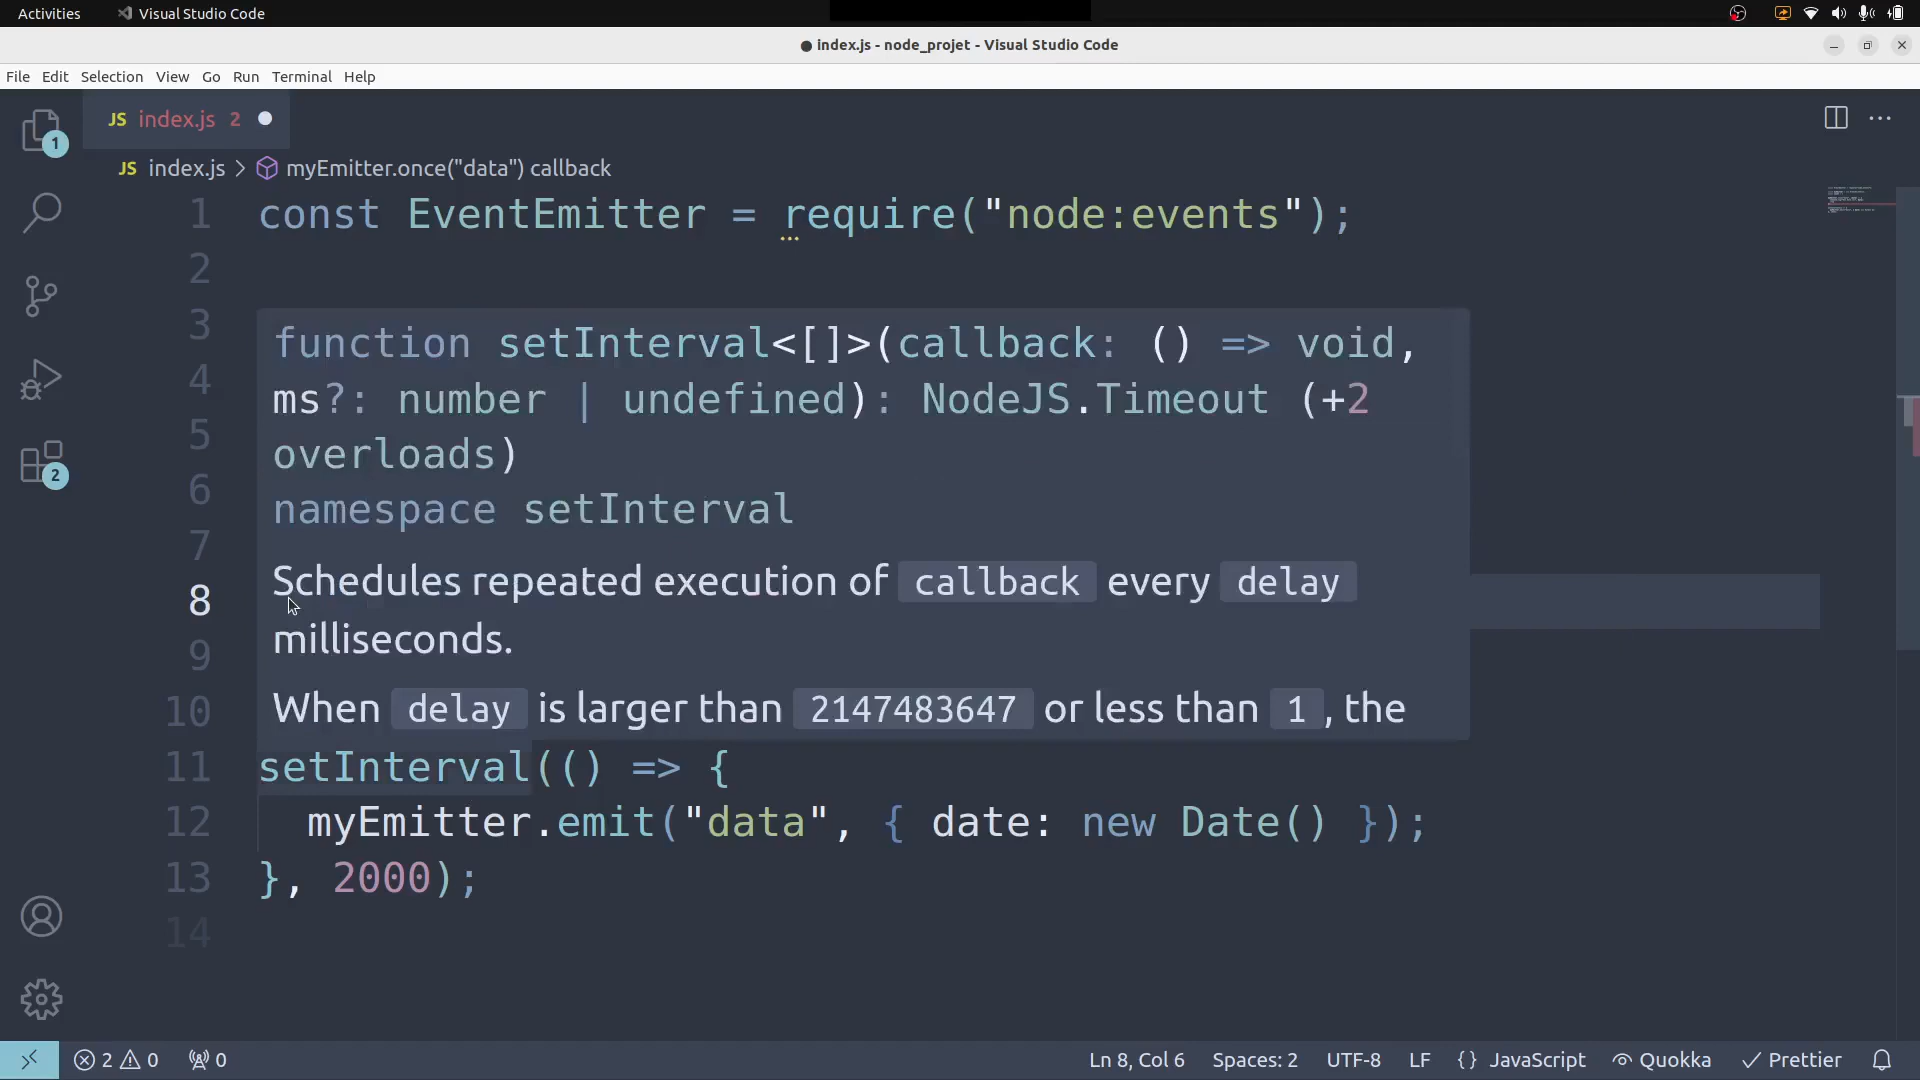 Activities
Visual Studio Code
● index.js - node_projet - Visual Studio Code
File Edit Selection View Go Run Terminal Help
1
JS index.js 2
JS index.js > myEmitter.once("data") callback
1 const EventEmitter = require("node:events");
2
3
function setInterval<[]>(callback: () => void,
4
ms?: number | undefined): NodeJS.Timeout (+2
5
overloads)
6
namespace setInterval
7
Schedules repeated execution of callback every delay
8
milliseconds.
9
When delay is larger than 2147483647 or less than 1, the
10
11 setInterval(() => {
12 myEmitter.emit("data", { date: new Date() });
13 }, 2000);
14
2
2 0 0
Ln 8, Col 6 Spaces: 2 UTF-8 LF {} JavaScript Quokka Prettier